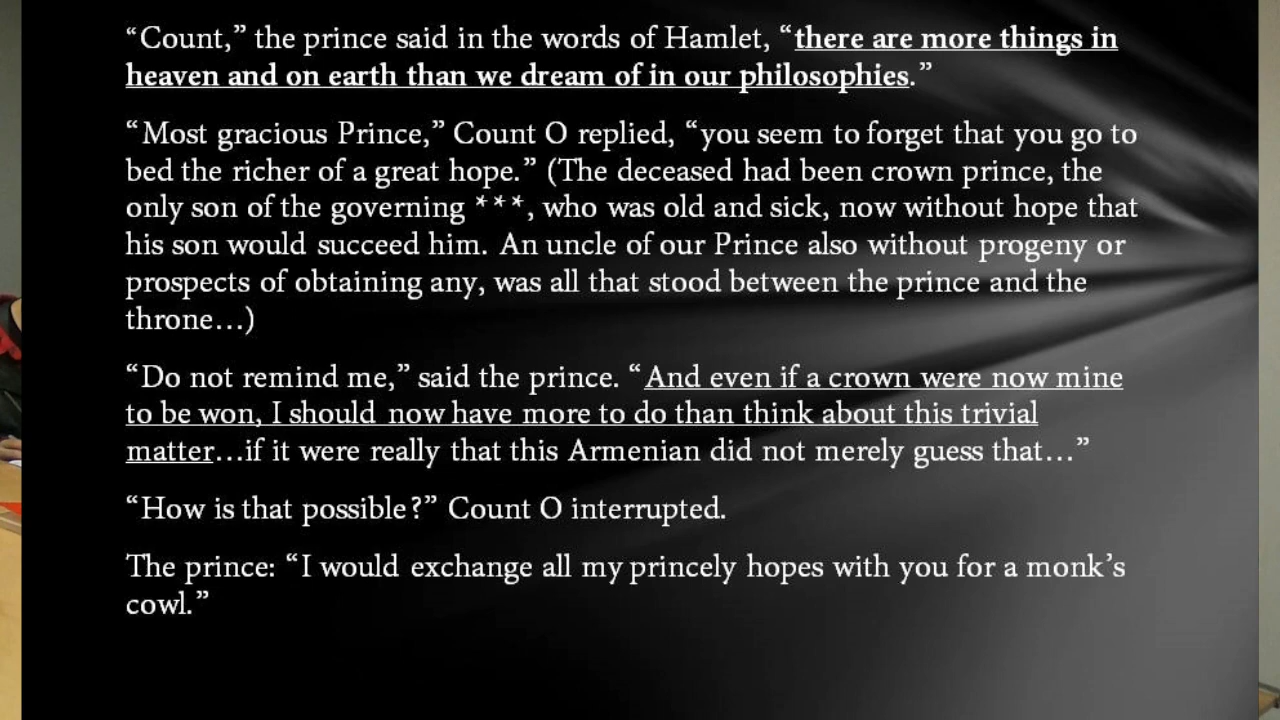 “Count,” the prince said in the words of Hamlet, “there are more things in
heaven and on earth than we dream of in our philosophies.”
“Most gracious Prince,” Count O replied, “you seem to forget that you go to
bed the richer of a great hope.” (The deceased had been crown prince, the
only son of the governing ***, who was old and sick, now without hope that
his son would succeed him. An uncle of our Prince also without progeny or
prospects of obtaining any, was all that stood between the prince and the
throne…)
“Do not remind me,” said the prince. “And even if a crown were now mine
to be won, I should now have more to do than think about this trivial
matter…if it were really that this Armenian did not merely guess that…”
“How is that possible?” Count O interrupted.
The prince: “I would exchange all my princely hopes with you for a monk’s
cowl.”